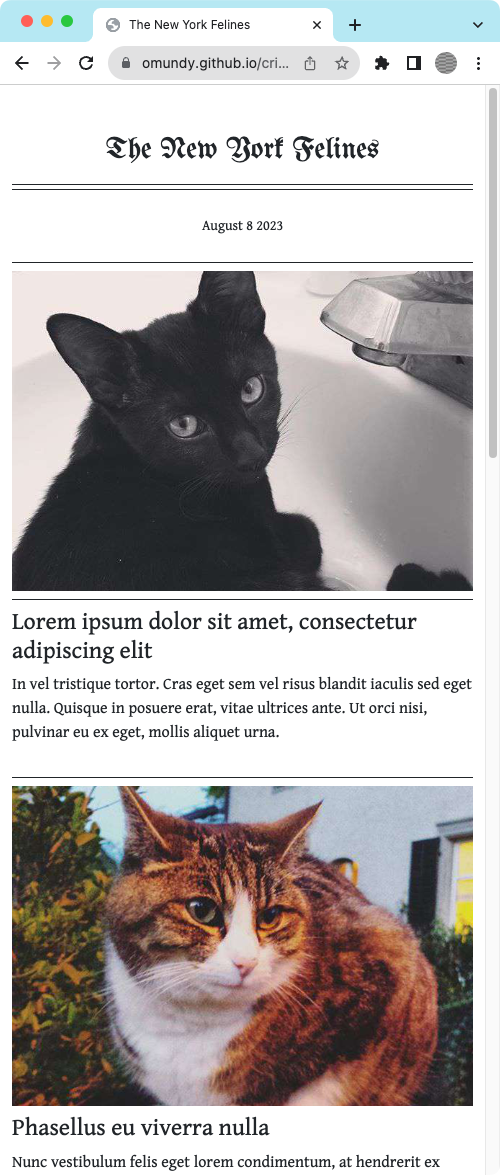 The New York Felines
omundy.github.io/cri...
The New York Felines
August 8 2023
Lorem ipsum dolor sit amet, consectetur
adipiscing elit
In vel tristique tortor. Cras eget sem vel risus blandit iaculis sed eget
nulla. Quisque in posuere erat, vitae ultrices ante. Ut orci nisi,
pulvinar eu ex eget, mollis aliquet urna.
Phasellus eu viverra nulla
Nunc vestibulum felis eget lorem condimentum, at hendrerit ex